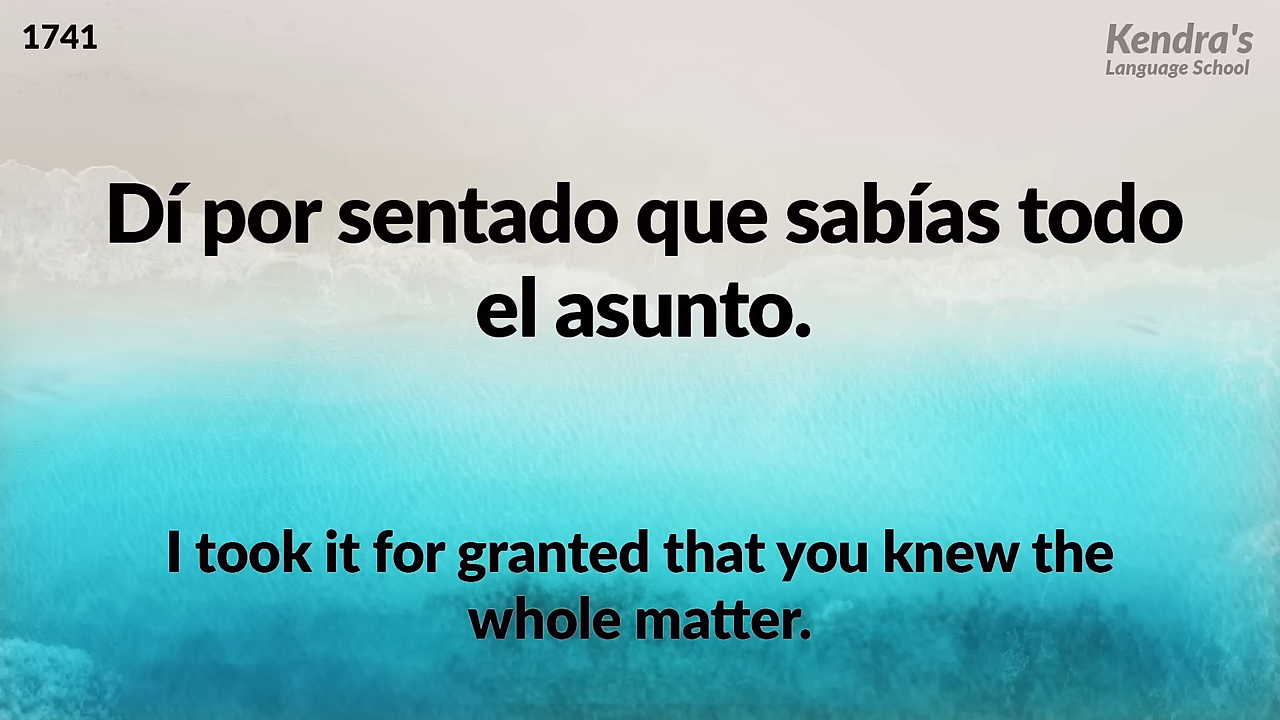 1741
Kendra's
Language School
Dí por sentado que sabías todo
el asunto.
I took it for granted that you knew the
whole matter.